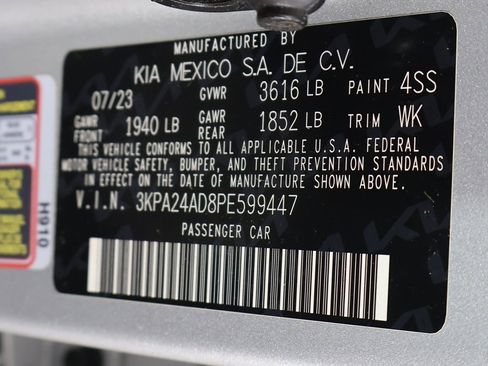 MANUFACTURED BY
KIA MEXICO S.A. DE C.V.
07/23 GVWR 3616 LB PAINT 4SS
GAWR FRONT 1940 LB GAWR REAR 1852 LB TRIM WK
THIS VEHICLE CONFORMS TO ALL APPLICABLE U.S.A. FEDERAL
MOTOR VEHICLE SAFETY, BUMPER, AND THEFT PREVENTION STANDARDS
IN EFFECT ON THE DATE OF MANUFACTURE SHOWN ABOVE.
V.I.N. 3KPA24AD8PE599447
PASSENGER CAR
H910